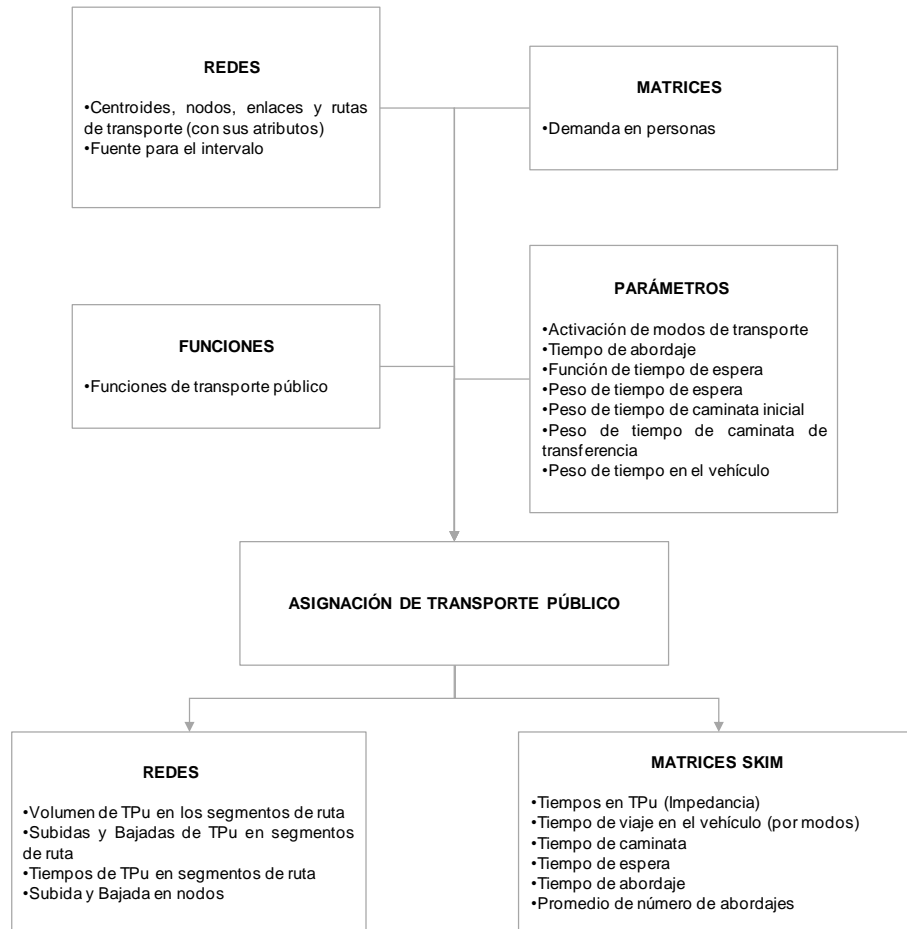 REDES
•Centroides, nodos, enlaces y rutas
de transporte (con sus atributos)
•Fuente para el intervalo
MATRICES
•Demanda en personas
FUNCIONES
•Funciones de transporte público
PARÁMETROS
•Activación de modos de transporte
•Tiempo de abordaje
•Función de tiempo de espera
•Peso de tiempo de espera
•Peso de tiempo de caminata inicial
•Peso de tiempo de caminata de
transferencia
•Peso de tiempo en el vehículo
ASIGNACIÓN DE TRANSPORTE PÚBLICO
REDES
•Volumen de TPu en los segmentos de ruta
•Subidas y Bajadas de TPu en segmentos
de ruta
•Tiempos de TPu en segmentos de ruta
•Subida y Bajada en nodos
MATRICES SKIM
•Tiempos en TPu (Impedancia)
•Tiempo de viaje en el vehículo (por modos)
•Tiempo de caminata
•Tiempo de espera
•Tiempo de abordaje
•Promedio de número de abordajes